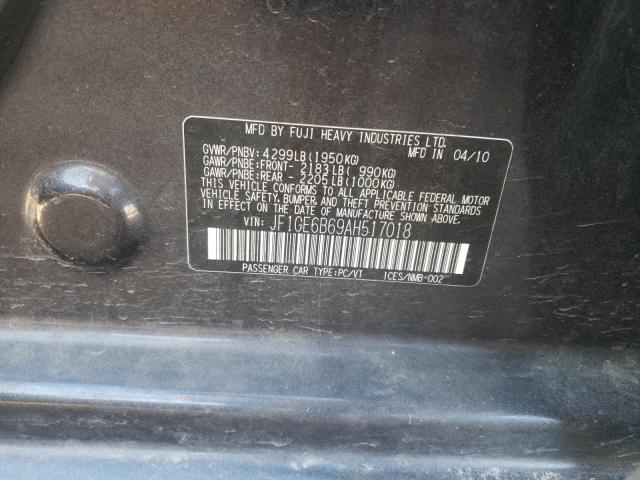 MFD BY FUJI HEAVY INDUSTRIES LTD.
MFD IN 04/10
GVWR/PNBV: 4299LB(1950KG)
GAWR/PNBE:FRONT- 2183LB( 990KG)
GAWR/PNBE:REAR - 2205LB(1000KG)
THIS VEHICLE CONFORMS TO ALL APPLICABLE FEDERAL MOTOR
VEHICLE SAFETY, BUMPER, AND THEFT PREVENTION STANDARDS
IN EFFECT ON THE DATE OF MANUFACTURE SHOWN ABOVE.
VIN: JF1GE6B69AH517018
PASSENGER CAR TYPE:PC/VT 1CES/NMB-002